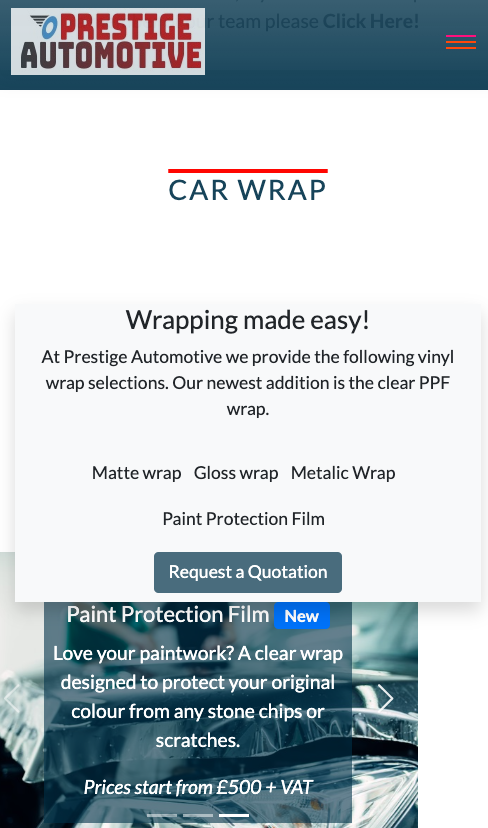 r team please Click Here!
PRESTIGE
AUTOMOTIVE
CAR WRAP
Wrapping made easy!
At Prestige Automotive we provide the following vinyl
wrap selections. Our newest addition is the clear PPF
wrap.
Matte wrap Gloss wrap Metalic Wrap
Paint Protection Film
Request a Quotation
Paint Protection Film New
Love your paintwork? A clear wrap
designed to protect your original
colour from any stone chips or
scratches.
Prices start from £500 + VAT